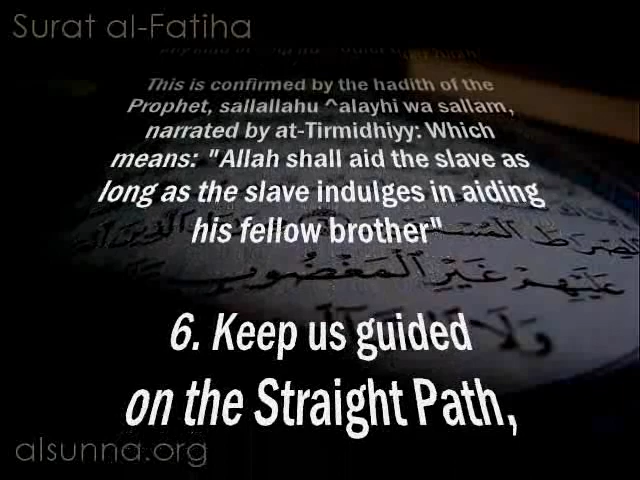 Surat al-Fatiha
This is confirmed by the hadith of the
Prophet, sallallahu ^alayhi wa sallam,
narrated by at-Tirmidhiyy: Which
means: "Allah shall aid the slave as
long as the slave indulges in aiding
his fellow brother"
عَلَيْهِمْ غَيْرِ الْمَغْضُوبِ
وَلَا
6. Keep us guided
on the Straight Path,
alsunna.org